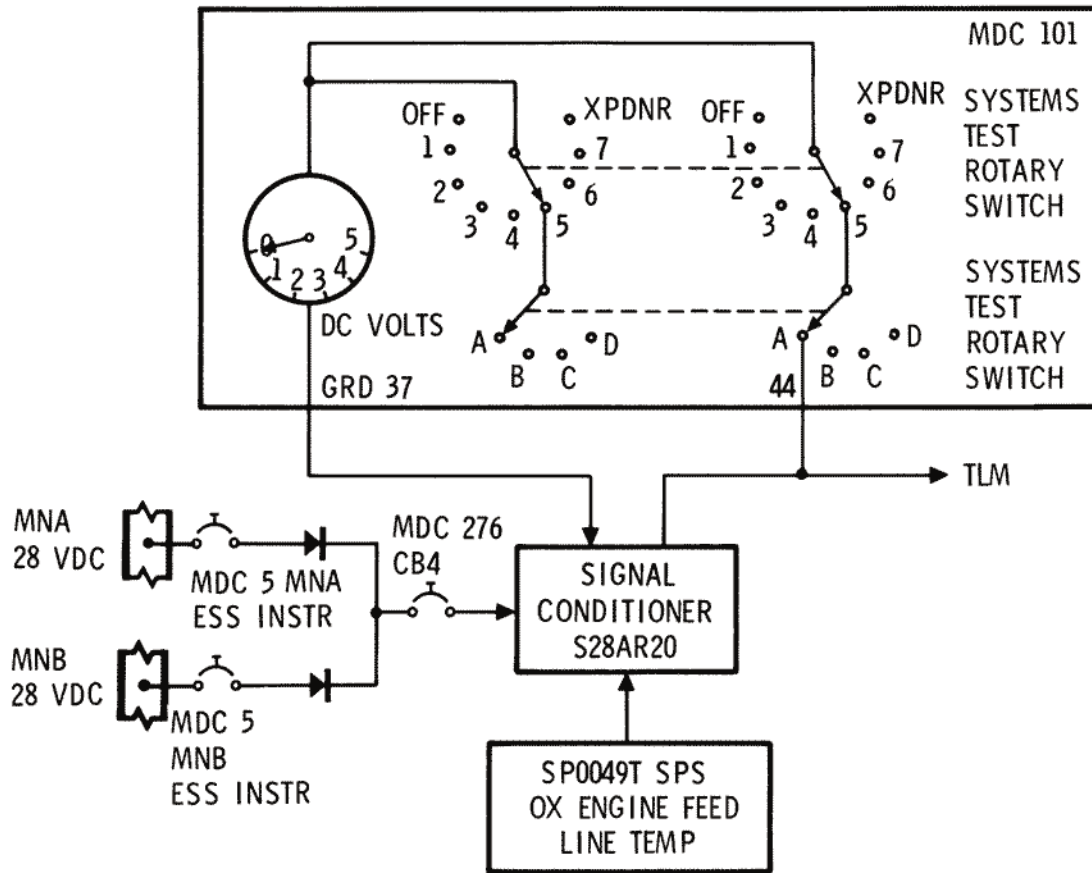 MDC 101
SYSTEMS
TEST
ROTARY
SWITCH
OFF
1
2
3
4
5
6
7
XPDNR
OFF
1
2
3
4
5
6
7
XPDNR
0
1
2
3
4
5
DC VOLTS
SYSTEMS
TEST
ROTARY
SWITCH
A
B
C
D
A
B
C
D
GRD 37
44
TLM
MNA
28 VDC
MDC 5 MNA
ESS INSTR
MDC 276
CB4
SIGNAL
CONDITIONER
S28AR20
MNB
28 VDC
MDC 5
MNB
ESS INSTR
SP0049T SPS
OX ENGINE FEED
LINE TEMP